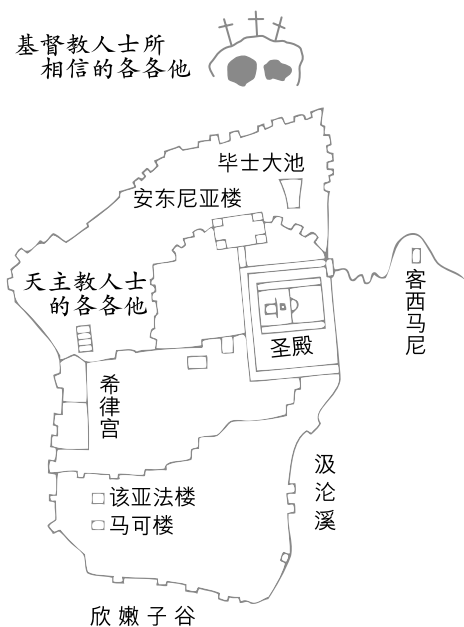 基督教人士所
相信的各各他
毕士大池
安东尼亚楼
天主教人士
的各各他
客西马尼
圣殿
希律宫
汲沦溪
该亚法楼
马可楼
欣嫩子谷